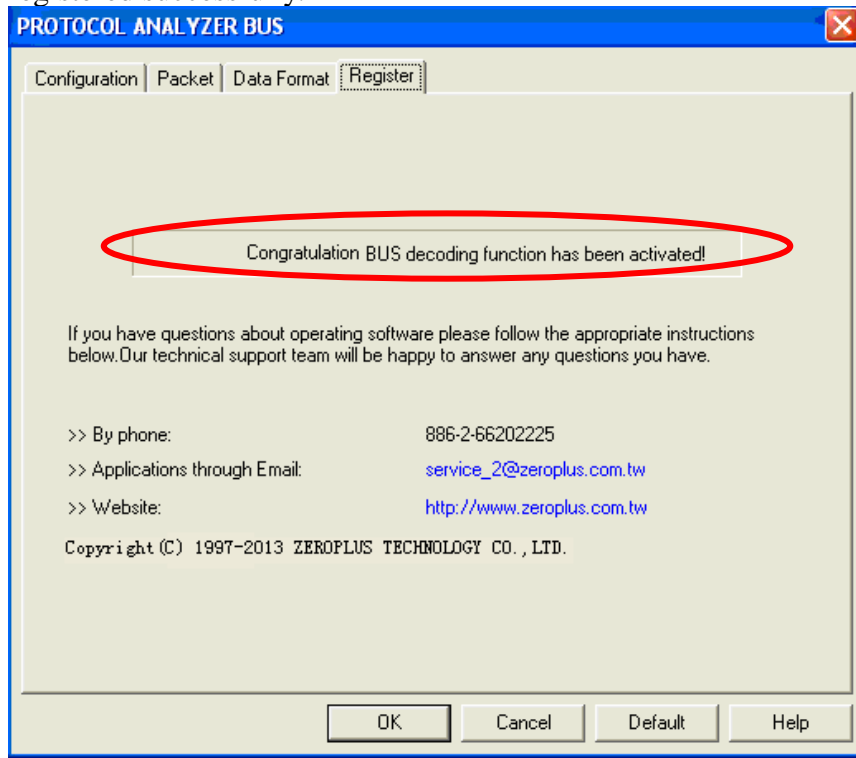 registered successfully.
PROTOCOL ANALYZER BUS
Configuration Packet Data Format Register
Congratulation BUS decoding function has been activated!
If you have questions about operating software please follow the appropriate instructions
below.Our technical support team will be happy to answer any questions you have.
>> By phone: 886-2-66202225
>> Applications through Email: service_2@zeroplus.com.tw
>> Website: http://www.zeroplus.com.tw
Copyright(C) 1997-2013 ZEROPLUS TECHNOLOGY CO.,LTD.
OK Cancel Default Help